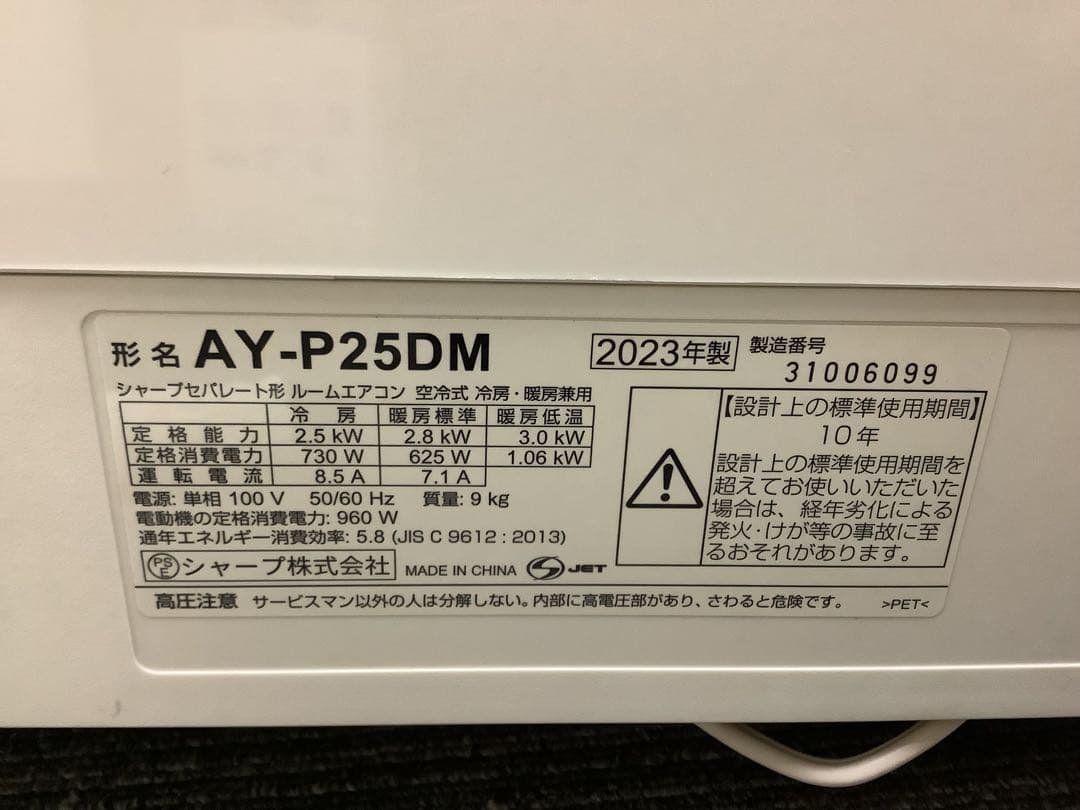 形名 AY-P25DM
2023年製
製造番号
31006099
シャープセパレート形 ルームエアコン 空冷式 冷房・暖房兼用
冷房 暖房標準 暖房低温
定格能力 2.5 kW 2.8 kW 3.0 kW
定格消費電力 730 W 625 W 1.06 kW
運転電流 8.5 A 7.1 A
電源: 単相 100 V 50/60 Hz 質量: 9 kg
電動機の定格消費電力: 960 W
通年エネルギー消費効率: 5.8 (JIS C 9612 : 2013)
PSE シャープ株式会社 MADE IN CHINA S JET
【設計上の標準使用期間】
10年
設計上の標準使用期間を
超えてお使いいただいた
場合は、経年劣化による
発火・けが等の事故に至
るおそれがあります。
高圧注意 サービスマン以外の人は分解しない。内部に高電圧部があり、さわると危険です。 >PET<